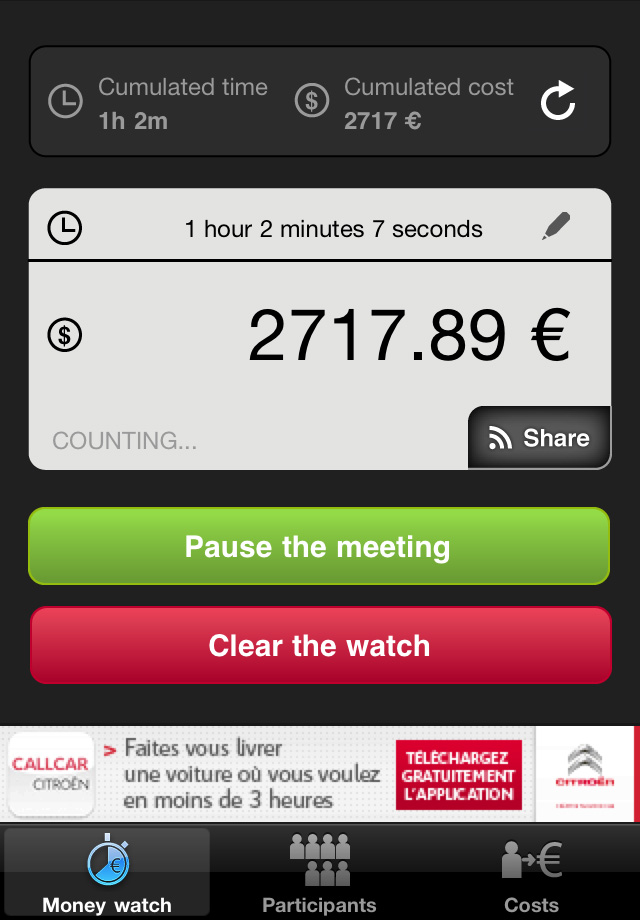 Cumulated time
1h 2m
Cumulated cost
2717 €
1 hour 2 minutes 7 seconds
2717.89 €
COUNTING...
Share
Pause the meeting
Clear the watch
CALLCAR
CITROËN
> Faites vous livrer
une voiture où vous voulez
en moins de 3 heures
TÉLÉCHARGEZ
GRATUITEMENT
L'APPLICATION
CITROËN
Money watch
Participants
Costs